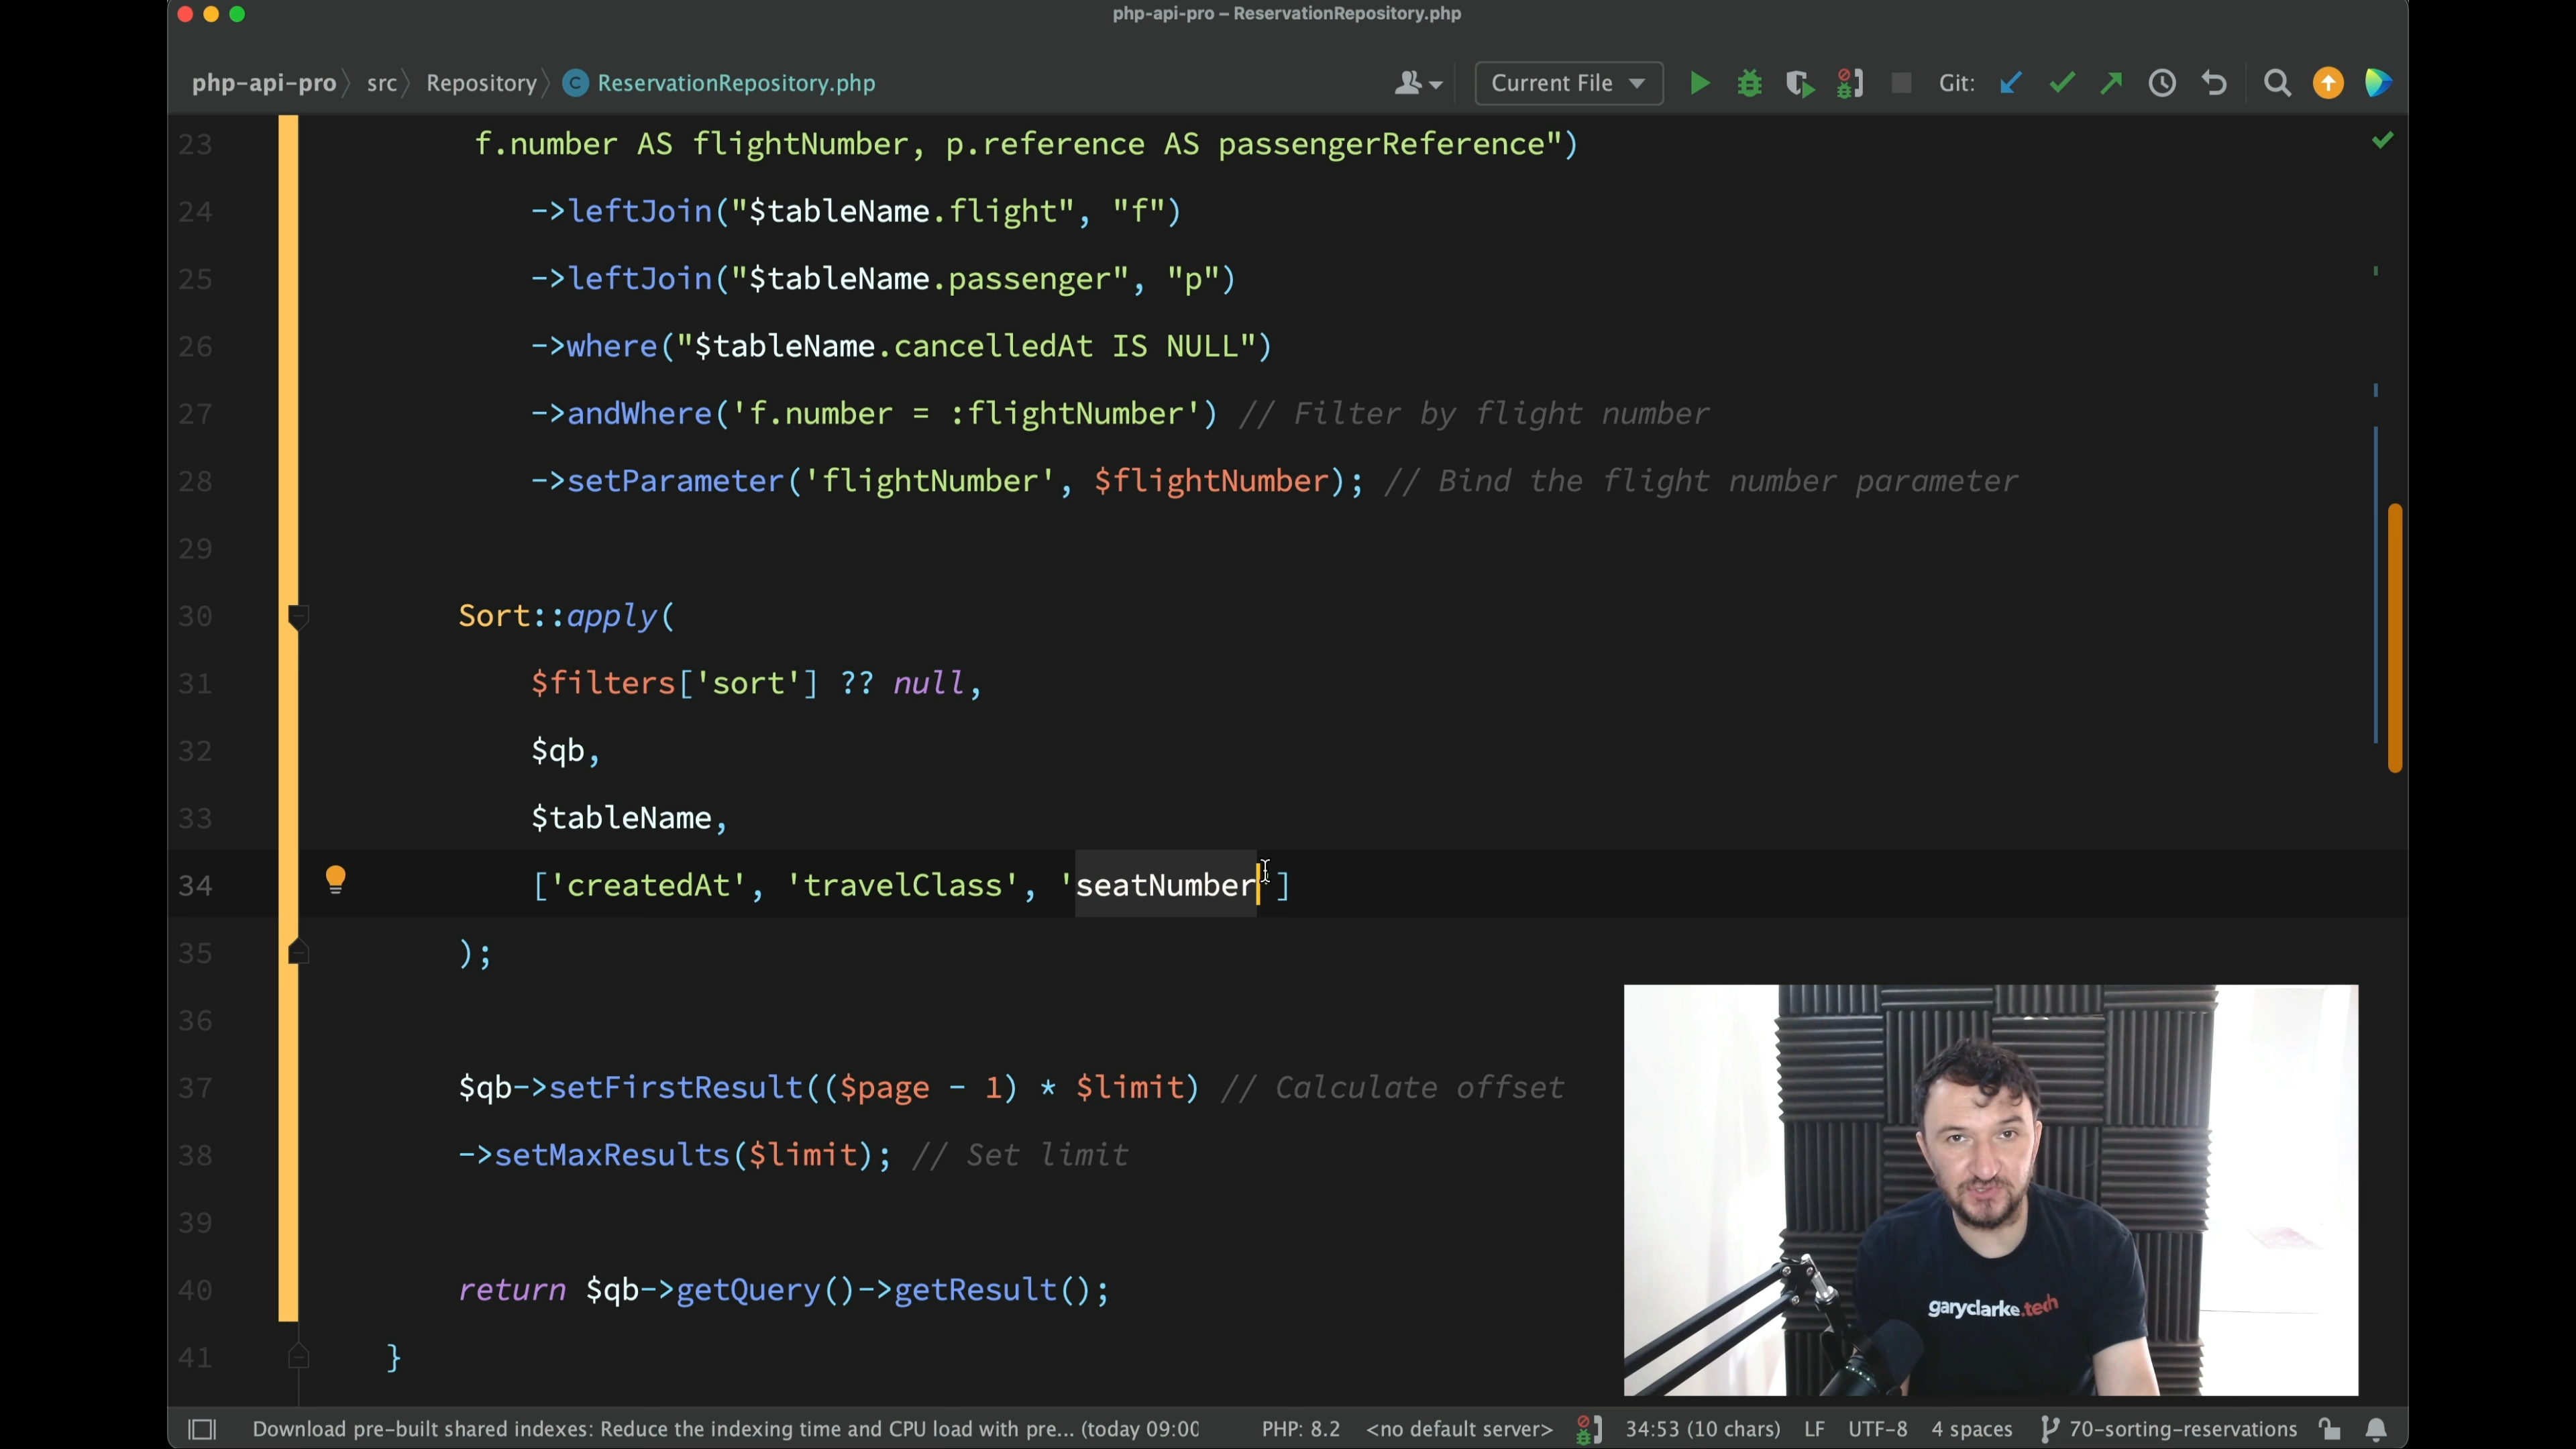 php-api-pro – ReservationRepository.php
php-api-pro src Repository C ReservationRepository.php Current File Git:
23 f.number AS flightNumber, p.reference AS passengerReference")
24 ->leftJoin("$tableName.flight", "f")
25 ->leftJoin("$tableName.passenger", "p")
26 ->where("$tableName.cancelledAt IS NULL")
27 ->andWhere('f.number = :flightNumber') // Filter by flight number
28 ->setParameter('flightNumber', $flightNumber); // Bind the flight number parameter
29
30 Sort::apply(
31 $filters['sort'] ?? null,
32 $qb,
33 $tableName,
34 ['createdAt', 'travelClass', 'seatNumber']
35 );
36
37 $qb->setFirstResult(($page - 1) * $limit) // Calculate offset
38 ->setMaxResults($limit); // Set limit
39
40 return $qb->getQuery()->getResult();
41 }
garyclarke.tech
Download pre-built shared indexes: Reduce the indexing time and CPU load with pre... (today 09:00 PHP: 8.2 <no default server> 34:53 (10 chars) LF UTF-8 4 spaces 70-sorting-reservations